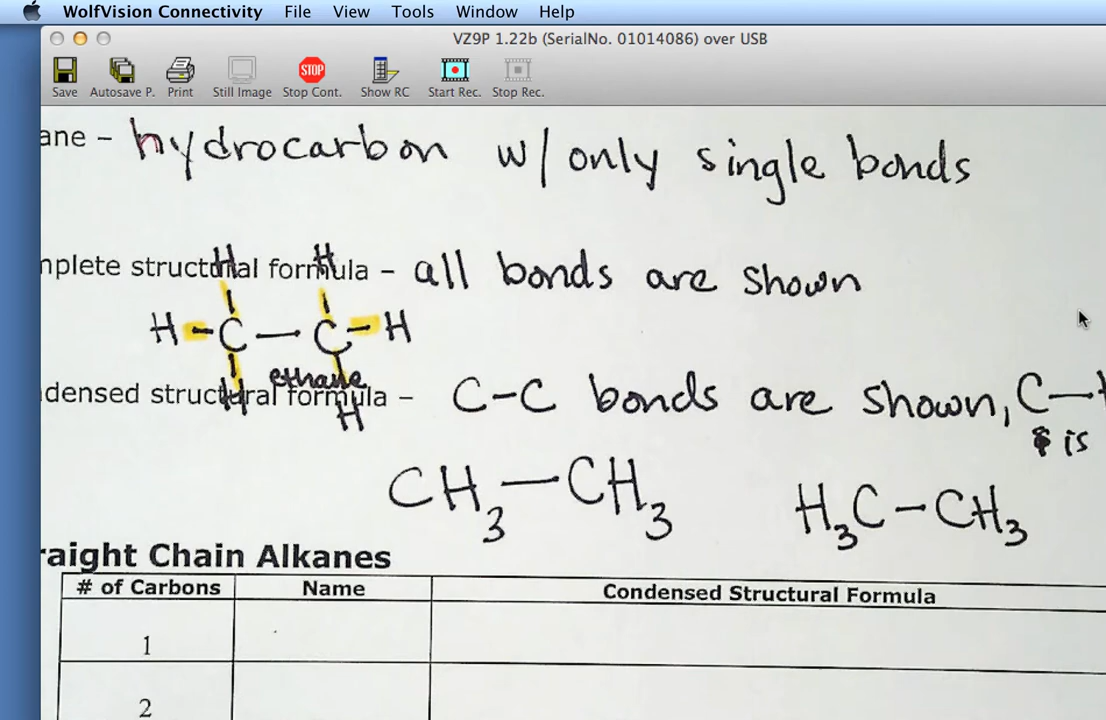 WolfVision Connectivity File View Tools Window Help
VZ9P 1.22b (SerialNo. 01014086) over USB
Save Autosave P. Print Still Image Stop Cont. Show RC Start Rec. Stop Rec.
STOP
ane – hydrocarbon w/ only single bonds
mplete structural formula – all bonds are shown
H H
H – C — C – H
H H
ethane
densed structural formula – C–C bonds are shown, C—
is
CH₃—CH₃ H₃C–CH₃
raight Chain Alkanes
# of Carbons Name Condensed Structural Formula
1
2